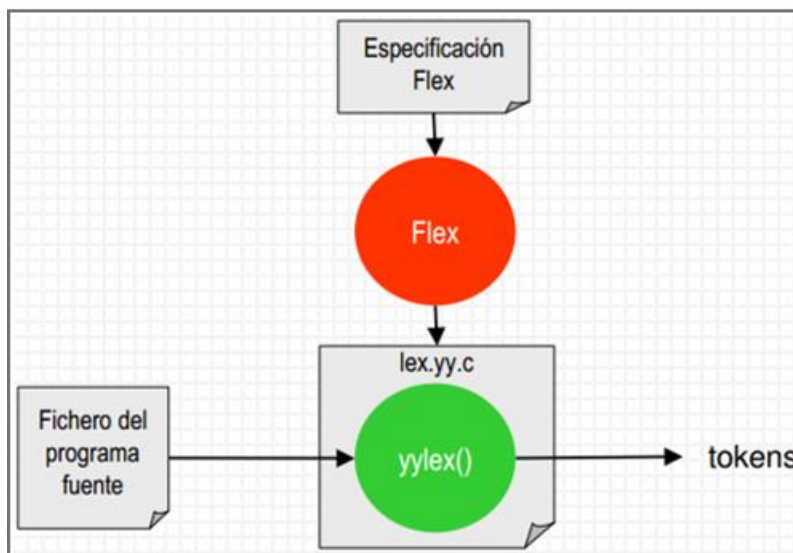 Especificación
Flex
Flex
lex.yy.c
Fichero del
programa
fuente
yylex()
tokens